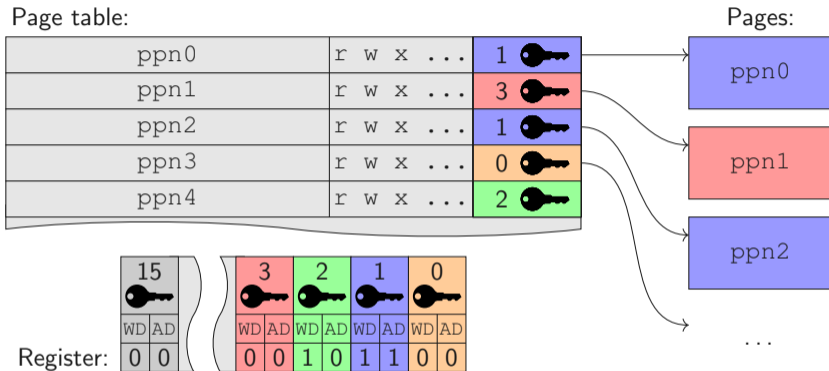 Page table: Pages:
ppn0 r w x ... 1 ppn0
ppn1 r w x ... 3
ppn2 r w x ... 1 ppn1
ppn3 r w x ... 0
ppn4 r w x ... 2 ppn2
15 3 2 1 0
WD AD WD AD WD AD WD AD WD AD
...
Register: 0 0 0 0 1 0 1 1 0 0